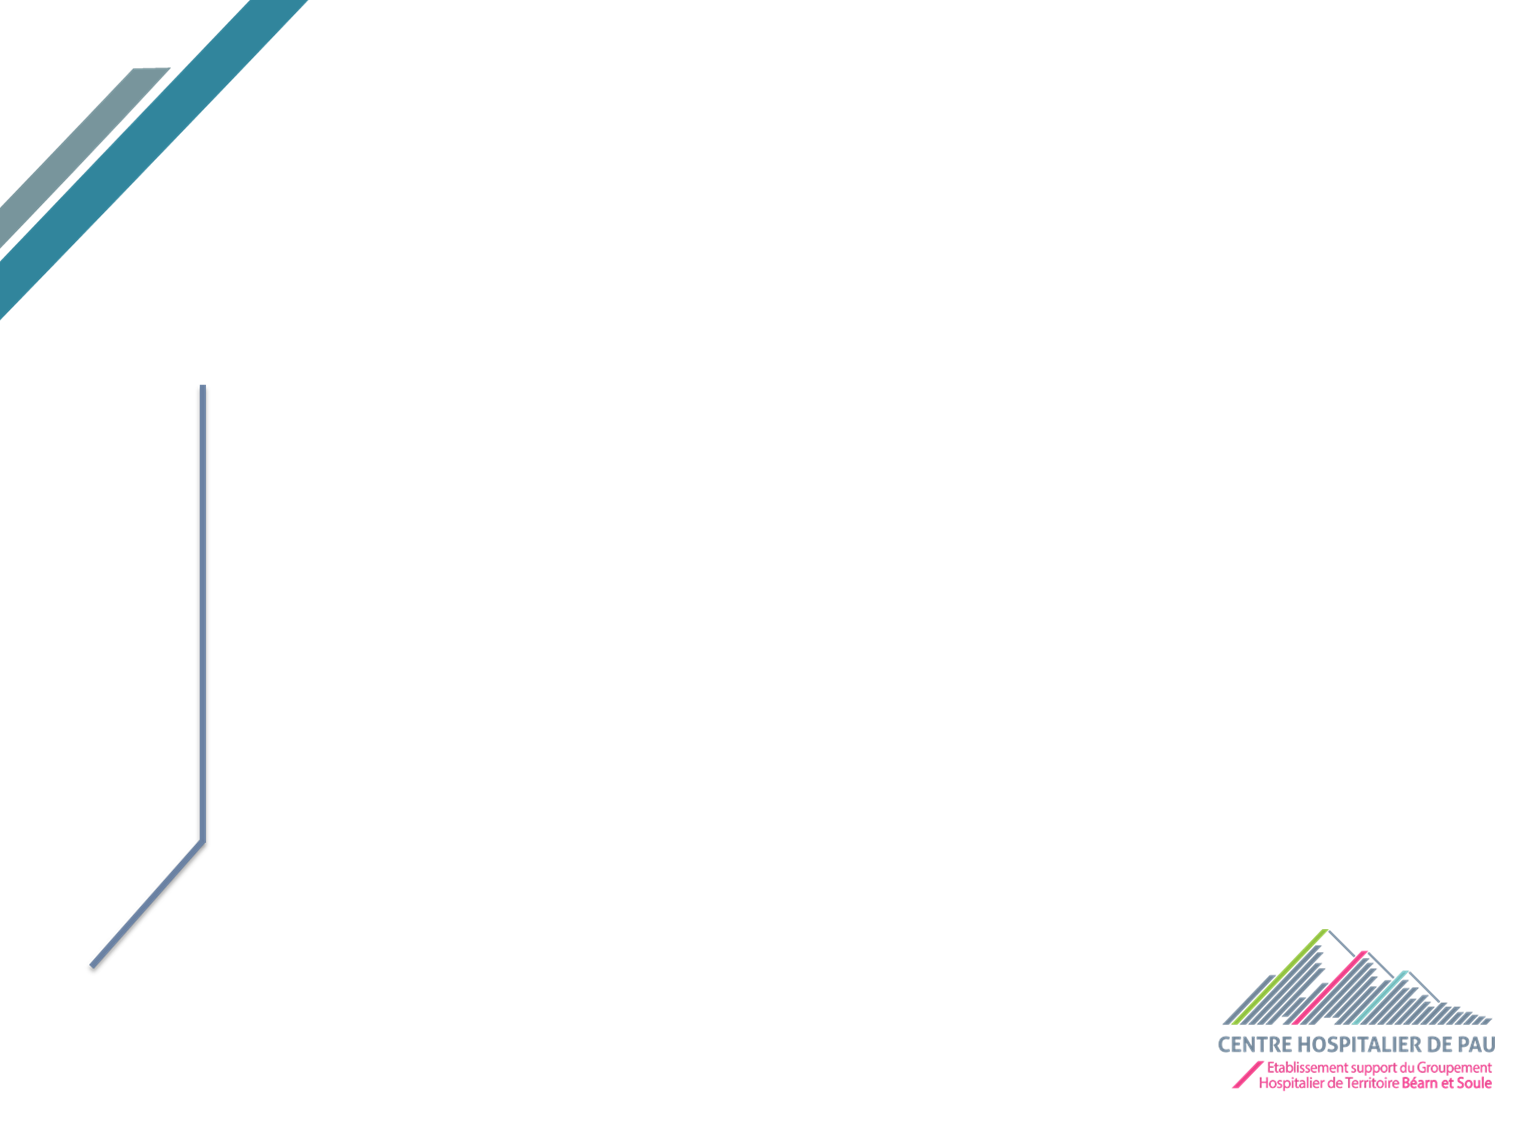 CENTRE HOSPITALIER DE PAU
Etablissement support du Groupement
Hospitalier de Territoire Béarn et Soule